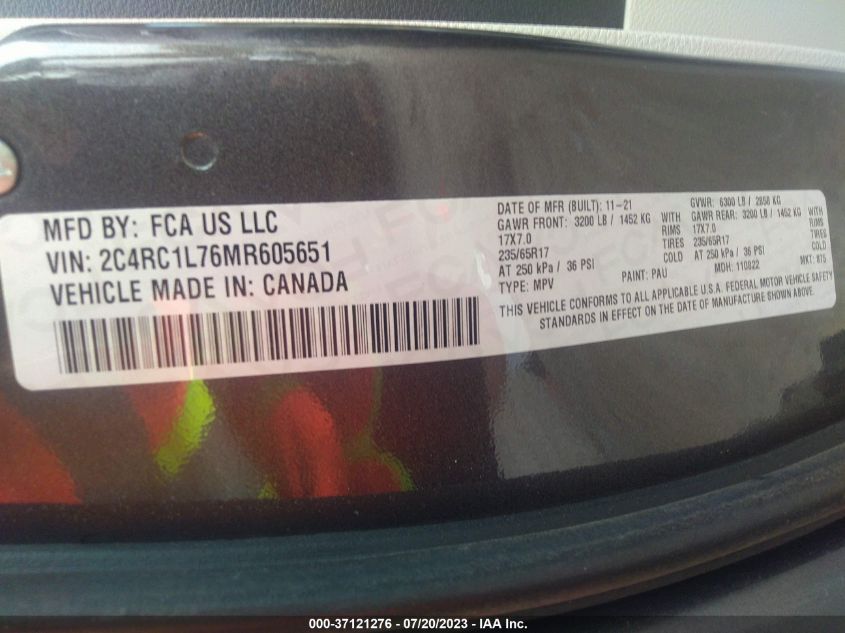 MFD BY: FCA US LLC
VIN: 2C4RC1L76MR605651
VEHICLE MADE IN: CANADA
DATE OF MFR (BUILT): 11-21 GVWR: 6300 LB / 2858 KG
GAWR FRONT: 3200 LB / 1452 KG WITH GAWR REAR: 3200 LB / 1452 KG WITH
17X7.0 RIMS 17X7.0 RIMS
235/65R17 TIRES 235/65R17 TIRES
AT 250 kPa / 36 PSI COLD AT 250 kPa / 36 PSI COLD
TYPE: MPV PAINT: PAU MDH: 110822 MKT:
THIS VEHICLE CONFORMS TO ALL APPLICABLE U.S.A. FEDERAL MOTOR VEHICLE SAFETY
STANDARDS IN EFFECT ON THE DATE OF MANUFACTURE SHOWN ABOVE.
000-37121276 - 07/20/2023 - IAA Inc.